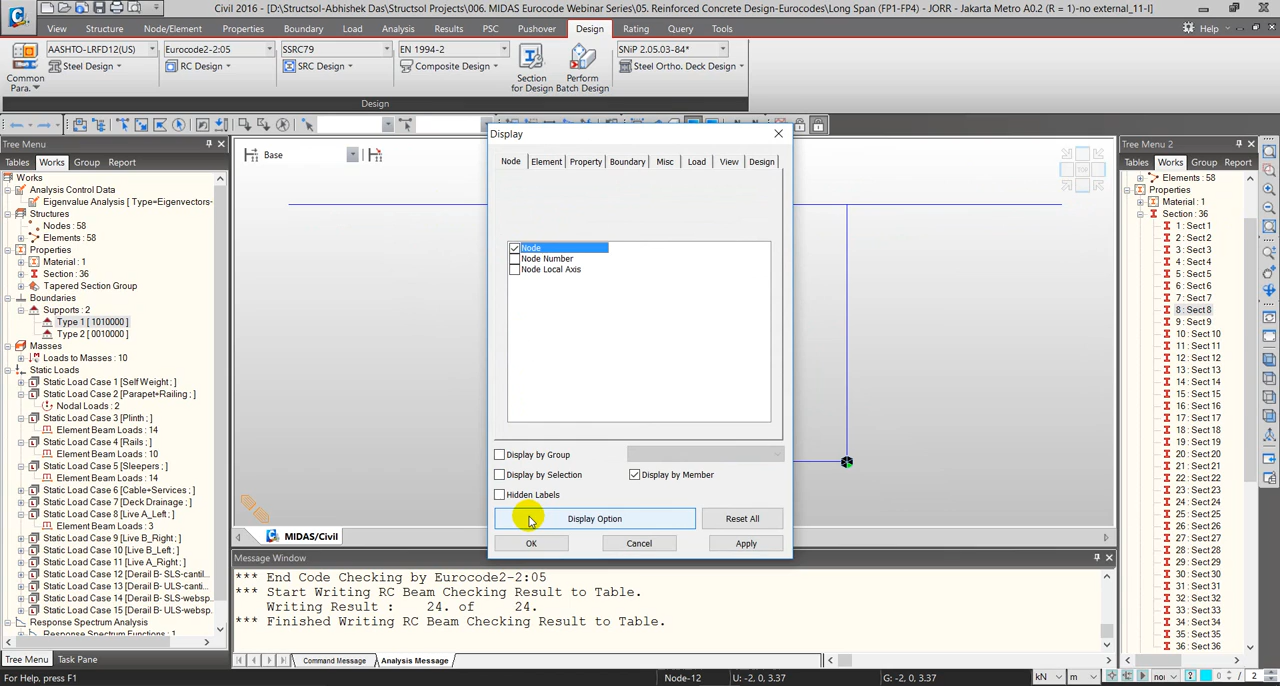 Civil 2016 - [D:\Structsol-Abhishek Das\Structsol Projects\006. MIDAS Eurocode Webinar Series\05. Reinforced Concrete Design-Eurocodes\Long Span (FP1-FP4) - JORR - Jakarta Metro A0.2 (R = 1)-no external_11-I]
View Structure Node/Element Properties Boundary Load Analysis Results PSC Pushover Design Rating Query Tools Help
AASHTO-LRFD12(US) Eurocode2-2:05 SSRC79 EN 1994-2 SNiP 2.05.03-84*
Steel Design RC Design SRC Design Composite Design Steel Ortho. Deck Design
Common Para.
Section for Design
Perform Batch Design
Design
Tree Menu
Tables Works Group Report
Works
Analysis Control Data
Eigenvalue Analysis [ Type=Eigenvectors-
Structures
Nodes : 58
Elements : 58
Properties
Material : 1
Section : 36
Tapered Section Group
Boundaries
Supports : 2
Type 1 [ 1010000 ]
Type 2 [ 0010000 ]
Masses
Loads to Masses : 10
Static Loads
Static Load Case 1 [Self Weight ; ]
Static Load Case 2 [Parapet+Railing ; ]
Nodal Loads : 2
Static Load Case 3 [Plinth ; ]
Element Beam Loads : 14
Static Load Case 4 [Rails ; ]
Element Beam Loads : 14
Static Load Case 5 [Sleepers ; ]
Element Beam Loads : 14
Static Load Case 6 [Cable+Services ; ]
Static Load Case 7 [Deck Drainage ; ]
Static Load Case 8 [Live A_Left ; ]
Element Beam Loads : 3
Static Load Case 9 [Live B_Right ; ]
Static Load Case 10 [Live B_Left ; ]
Static Load Case 11 [Live A_Right ; ]
Static Load Case 12 [Derail B- SLS-cantil
Static Load Case 13 [Derail B- ULS-cantil
Static Load Case 14 [Derail B- SLS-websp
Static Load Case 15 [Derail B- ULS-websp
Response Spectrum Analysis
Response Spectrum Functions : 1
Tree Menu Task Pane
Base
TOP
Display
Node Element Property Boundary Misc Load View Design
Node
Node Number
Node Local Axis
Display by Group
Display by Selection Display by Member
Hidden Labels
Display Option Reset All
OK Cancel Apply
MIDAS/Civil
Message Window
*** End Code Checking by Eurocode2-2:05
*** Start Writing RC Beam Checking Result to Table.
Writing Result : 24. of 24.
*** Finished Writing RC Beam Checking Result to Table.
Command Message Analysis Message
Tree Menu 2
Tables Works Group Report
Elements : 58
Properties
Material : 1
Section : 36
1 : Sect 1
2 : Sect 2
3 : Sect 3
4 : Sect 4
5 : Sect 5
6 : Sect 6
7 : Sect 7
8 : Sect 8
9 : Sect 9
10 : Sect 10
11 : Sect 11
12 : Sect 12
13 : Sect 13
14 : Sect 14
15 : Sect 15
16 : Sect 16
17 : Sect 17
18 : Sect 18
19 : Sect 19
20 : Sect 20
21 : Sect 21
22 : Sect 22
23 : Sect 23
24 : Sect 24
25 : Sect 25
26 : Sect 26
27 : Sect 27
28 : Sect 28
29 : Sect 29
30 : Sect 30
31 : Sect 31
32 : Sect 32
33 : Sect 33
34 : Sect 34
35 : Sect 35
36 : Sect 36
For Help, press F1 Node-12 U: -2, 0, 3.37 G: -2, 0, 3.37 kN m non 0 / 2